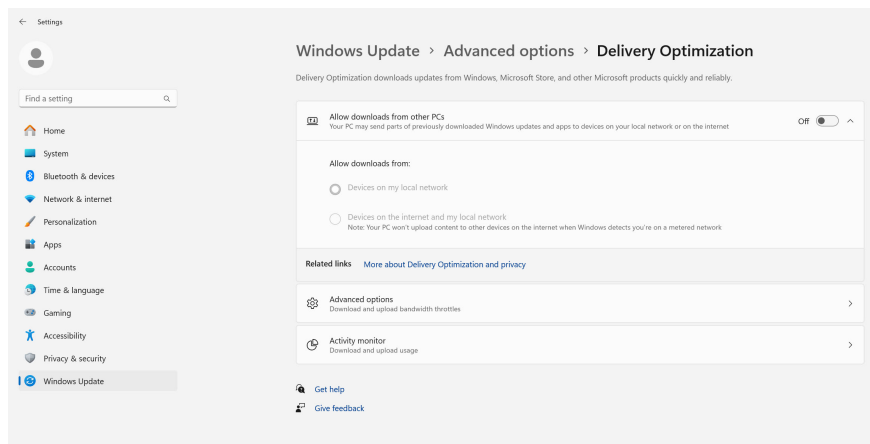 Settings
Windows Update > Advanced options > Delivery Optimization
Delivery Optimization downloads updates from Windows, Microsoft Store, and other Microsoft products quickly and reliably.
Find a setting
Home
System
Bluetooth & devices
Network & internet
Personalization
Apps
Accounts
Time & language
Gaming
Accessibility
Privacy & security
Windows Update
Allow downloads from other PCs
Your PC may send parts of previously downloaded Windows updates and apps to devices on your local network or on the internet
Off
Allow downloads from:
Devices on my local network
Devices on the internet and my local network
Note: Your PC won't upload content to other devices on the internet when Windows detects you're on a metered network
Related links More about Delivery Optimization and privacy
Advanced options
Download and upload bandwidth throttles
Activity monitor
Download and upload usage
Get help
Give feedback